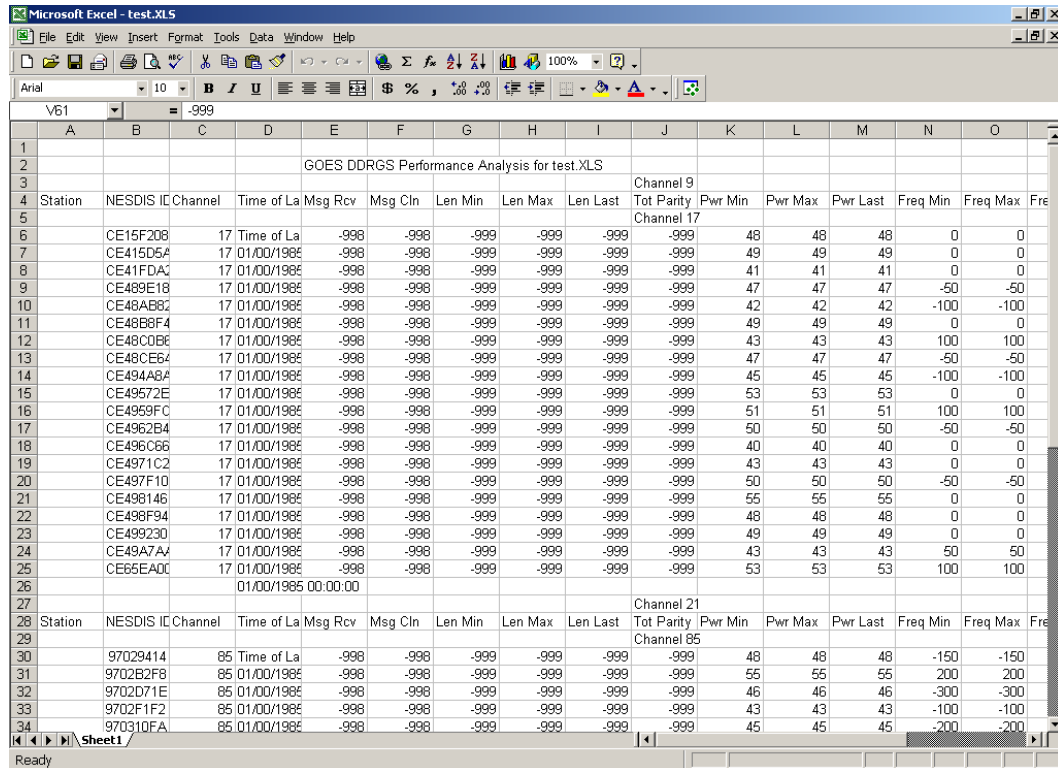 Microsoft Excel - test.XLS
File Edit View Insert Format Tools Data Window Help
100%
Arial 10 B I U $ % ,
V61 = -999
A B C D E F G H I J K L M N O
1
2 GOES DDRGS Performance Analysis for test.XLS
3 Channel 9
4 Station NESDIS ID Channel Time of La Msg Rcv Msg Cln Len Min Len Max Len Last Tot Parity Pwr Min Pwr Max Pwr Last Freq Min Freq Max Fre
5 Channel 17
6 CE15F208 17 Time of La -998 -998 -999 -999 -999 -999 48 48 48 0 0
7 CE415D5A 17 01/00/1985 -998 -998 -999 -999 -999 -999 49 49 49 0 0
8 CE41FDA2 17 01/00/1985 -998 -998 -999 -999 -999 -999 41 41 41 0 0
9 CE489E18 17 01/00/1985 -998 -998 -999 -999 -999 -999 47 47 47 -50 -50
10 CE48AB82 17 01/00/1985 -998 -998 -999 -999 -999 -999 42 42 42 -100 -100
11 CE48B8F4 17 01/00/1985 -998 -998 -999 -999 -999 -999 49 49 49 0 0
12 CE48C0B6 17 01/00/1985 -998 -998 -999 -999 -999 -999 43 43 43 100 100
13 CE48CE64 17 01/00/1985 -998 -998 -999 -999 -999 -999 47 47 47 -50 -50
14 CE494A8A 17 01/00/1985 -998 -998 -999 -999 -999 -999 45 45 45 -100 -100
15 CE49572E 17 01/00/1985 -998 -998 -999 -999 -999 -999 53 53 53 0 0
16 CE4959FC 17 01/00/1985 -998 -998 -999 -999 -999 -999 51 51 51 100 100
17 CE4962B4 17 01/00/1985 -998 -998 -999 -999 -999 -999 50 50 50 -50 -50
18 CE496C66 17 01/00/1985 -998 -998 -999 -999 -999 -999 40 40 40 0 0
19 CE4971C2 17 01/00/1985 -998 -998 -999 -999 -999 -999 43 43 43 0 0
20 CE497F10 17 01/00/1985 -998 -998 -999 -999 -999 -999 50 50 50 -50 -50
21 CE498146 17 01/00/1985 -998 -998 -999 -999 -999 -999 55 55 55 0 0
22 CE498F94 17 01/00/1985 -998 -998 -999 -999 -999 -999 48 48 48 0 0
23 CE499230 17 01/00/1985 -998 -998 -999 -999 -999 -999 49 49 49 0 0
24 CE49A7AA 17 01/00/1985 -998 -998 -999 -999 -999 -999 43 43 43 50 50
25 CE65EA00 17 01/00/1985 -998 -998 -999 -999 -999 -999 53 53 53 100 100
26 01/00/1985 00:00:00
27 Channel 21
28 Station NESDIS ID Channel Time of La Msg Rcv Msg Cln Len Min Len Max Len Last Tot Parity Pwr Min Pwr Max Pwr Last Freq Min Freq Max Fre
29 Channel 85
30 97029414 85 Time of La -998 -998 -999 -999 -999 -999 48 48 48 -150 -150
31 9702B2F8 85 01/00/1985 -998 -998 -999 -999 -999 -999 55 55 55 200 200
32 9702D71E 85 01/00/1985 -998 -998 -999 -999 -999 -999 46 46 46 -300 -300
33 9702F1F2 85 01/00/1985 -998 -998 -999 -999 -999 -999 43 43 43 -100 -100
34 970310FA 85 01/00/1985 -998 -998 -999 -999 -999 -999 45 45 45 -200 -200
Sheet1
Ready